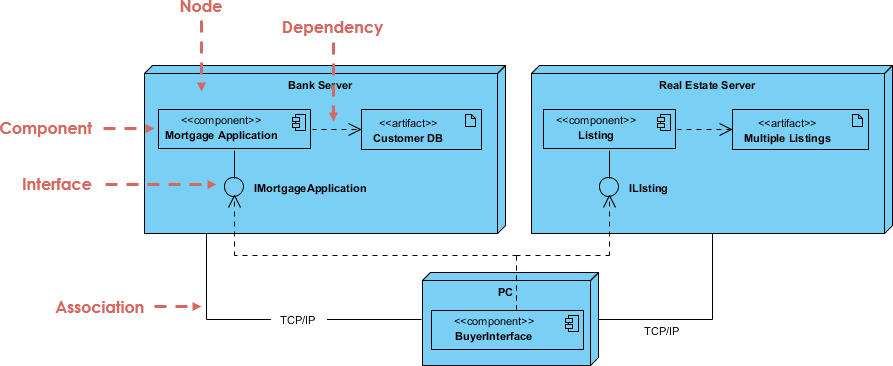 Node
Dependency
Bank Server
Real Estate Server
Component
<<component>>
Mortgage Application
<<artifact>>
Customer DB
<<component>>
Listing
<<artifact>>
Multiple Listings
Interface
IMortgageApplication
ILIsting
Association
PC
TCP/IP
<<component>>
BuyerInterface
TCP/IP